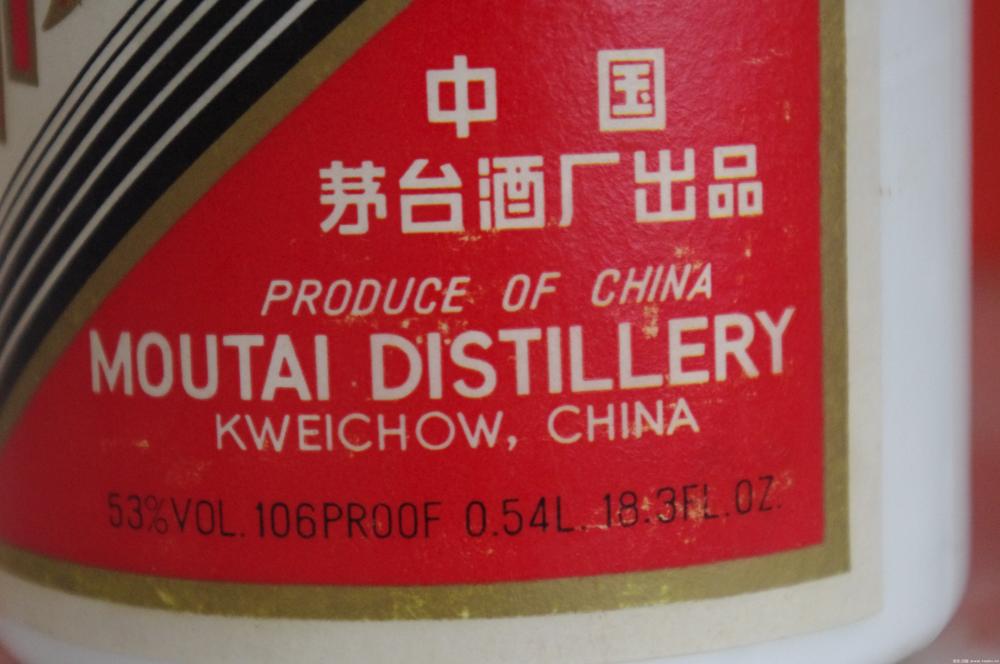 中 国
茅台酒厂出品
PRODUCE OF CHINA
MOUTAI DISTILLERY
KWEICHOW, CHINA
53%VOL. 106PROOF 0.54L. 18.3FL.OZ.